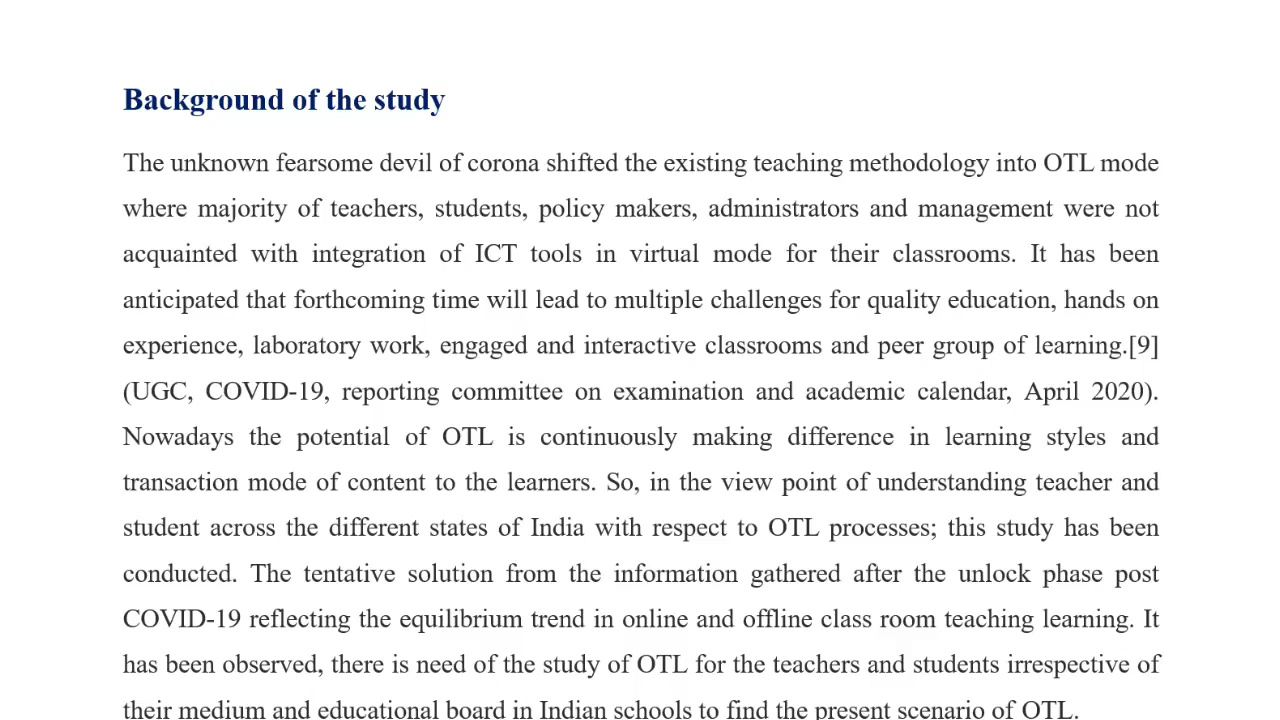 Background of the study
The unknown fearsome devil of corona shifted the existing teaching methodology into OTL mode
where majority of teachers, students, policy makers, administrators and management were not
acquainted with integration of ICT tools in virtual mode for their classrooms. It has been
anticipated that forthcoming time will lead to multiple challenges for quality education, hands on
experience, laboratory work, engaged and interactive classrooms and peer group of learning.[9]
(UGC, COVID-19, reporting committee on examination and academic calendar, April 2020).
Nowadays the potential of OTL is continuously making difference in learning styles and
transaction mode of content to the learners. So, in the view point of understanding teacher and
student across the different states of India with respect to OTL processes; this study has been
conducted. The tentative solution from the information gathered after the unlock phase post
COVID-19 reflecting the equilibrium trend in online and offline class room teaching learning. It
has been observed, there is need of the study of OTL for the teachers and students irrespective of
their medium and educational board in Indian schools to find the present scenario of OTL.